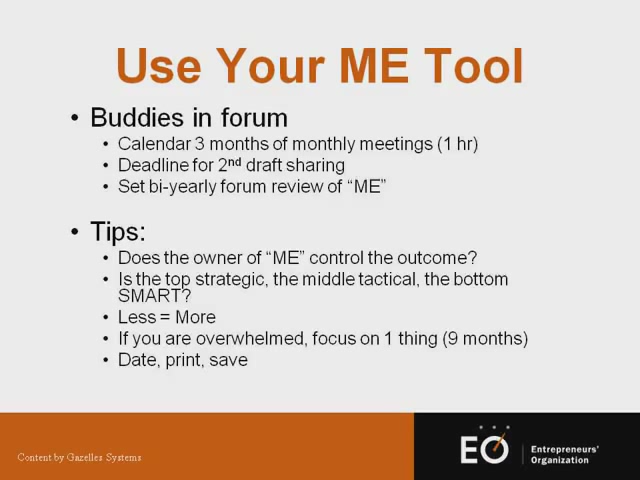 Use Your ME Tool
• Buddies in forum
• Calendar 3 months of monthly meetings (1 hr)
• Deadline for 2nd draft sharing
• Set bi-yearly forum review of “ME”
• Tips:
• Does the owner of “ME” control the outcome?
• Is the top strategic, the middle tactical, the bottom
SMART?
• Less = More
• If you are overwhelmed, focus on 1 thing (9 months)
• Date, print, save
Content by Gazelles Systems
EO
Entrepreneurs'
Organization